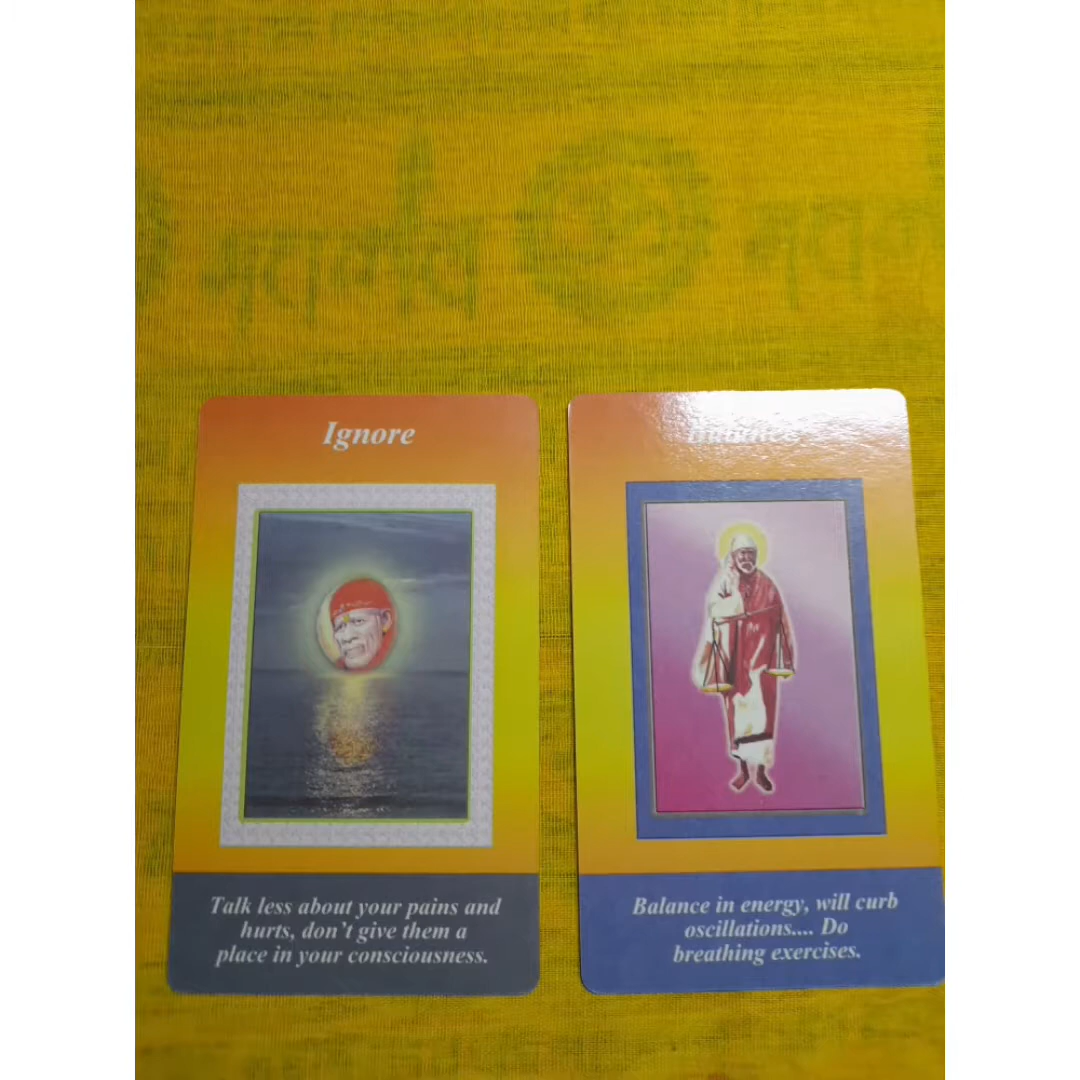 Ignore
Talk less about your pains and
hurts, don't give them a
place in your consciousness.
Balance in energy, will curb
oscillations.... Do
breathing exercises.